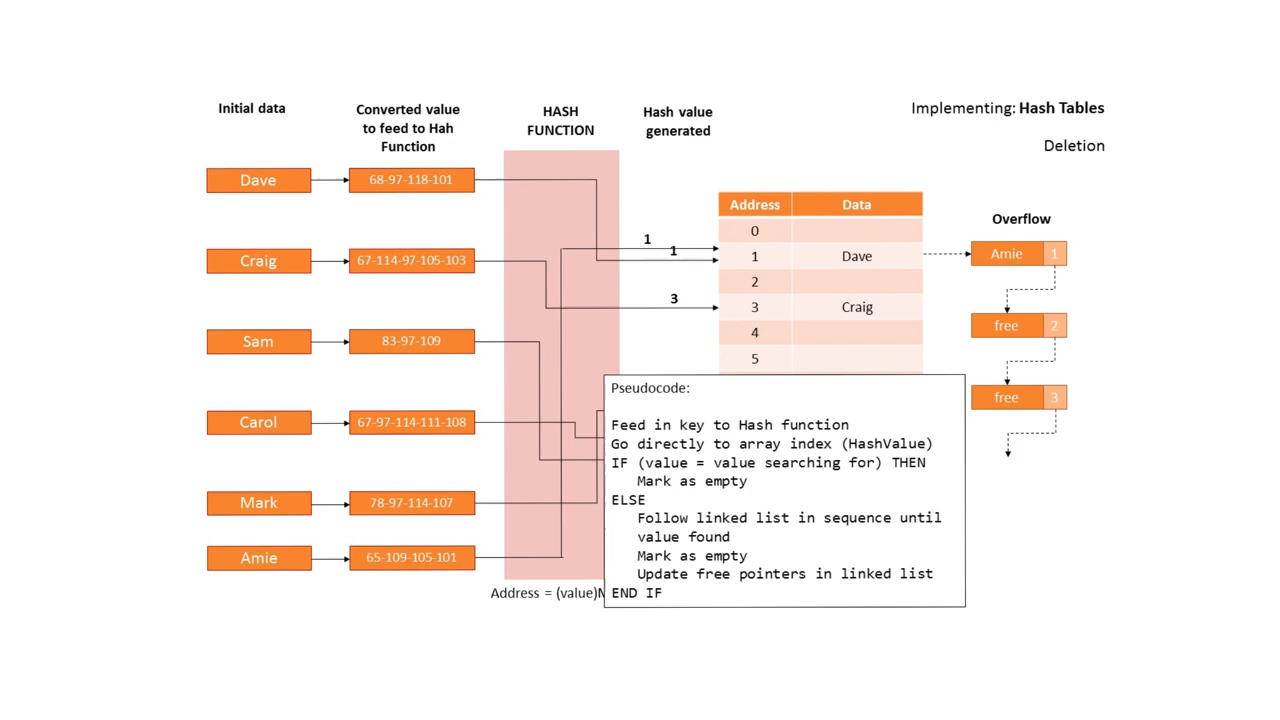 Initial data
Converted value
to feed to Hah
Function
HASH
FUNCTION
Hash value
generated
Implementing: Hash Tables
Deletion
Dave
68-97-118-101
Craig
67-114-97-105-103
Sam
83-97-109
Carol
67-97-114-111-108
Mark
78-97-114-107
Amie
65-109-105-101
1
1
3
Address Data
0
1 Dave
2
3 Craig
4
5
Overflow
Amie 1
free 2
free 3
Address = (value)
Pseudocode:
Feed in key to Hash function
Go directly to array index (HashValue)
IF (value = value searching for) THEN
Mark as empty
ELSE
Follow linked list in sequence until
value found
Mark as empty
Update free pointers in linked list
END IF